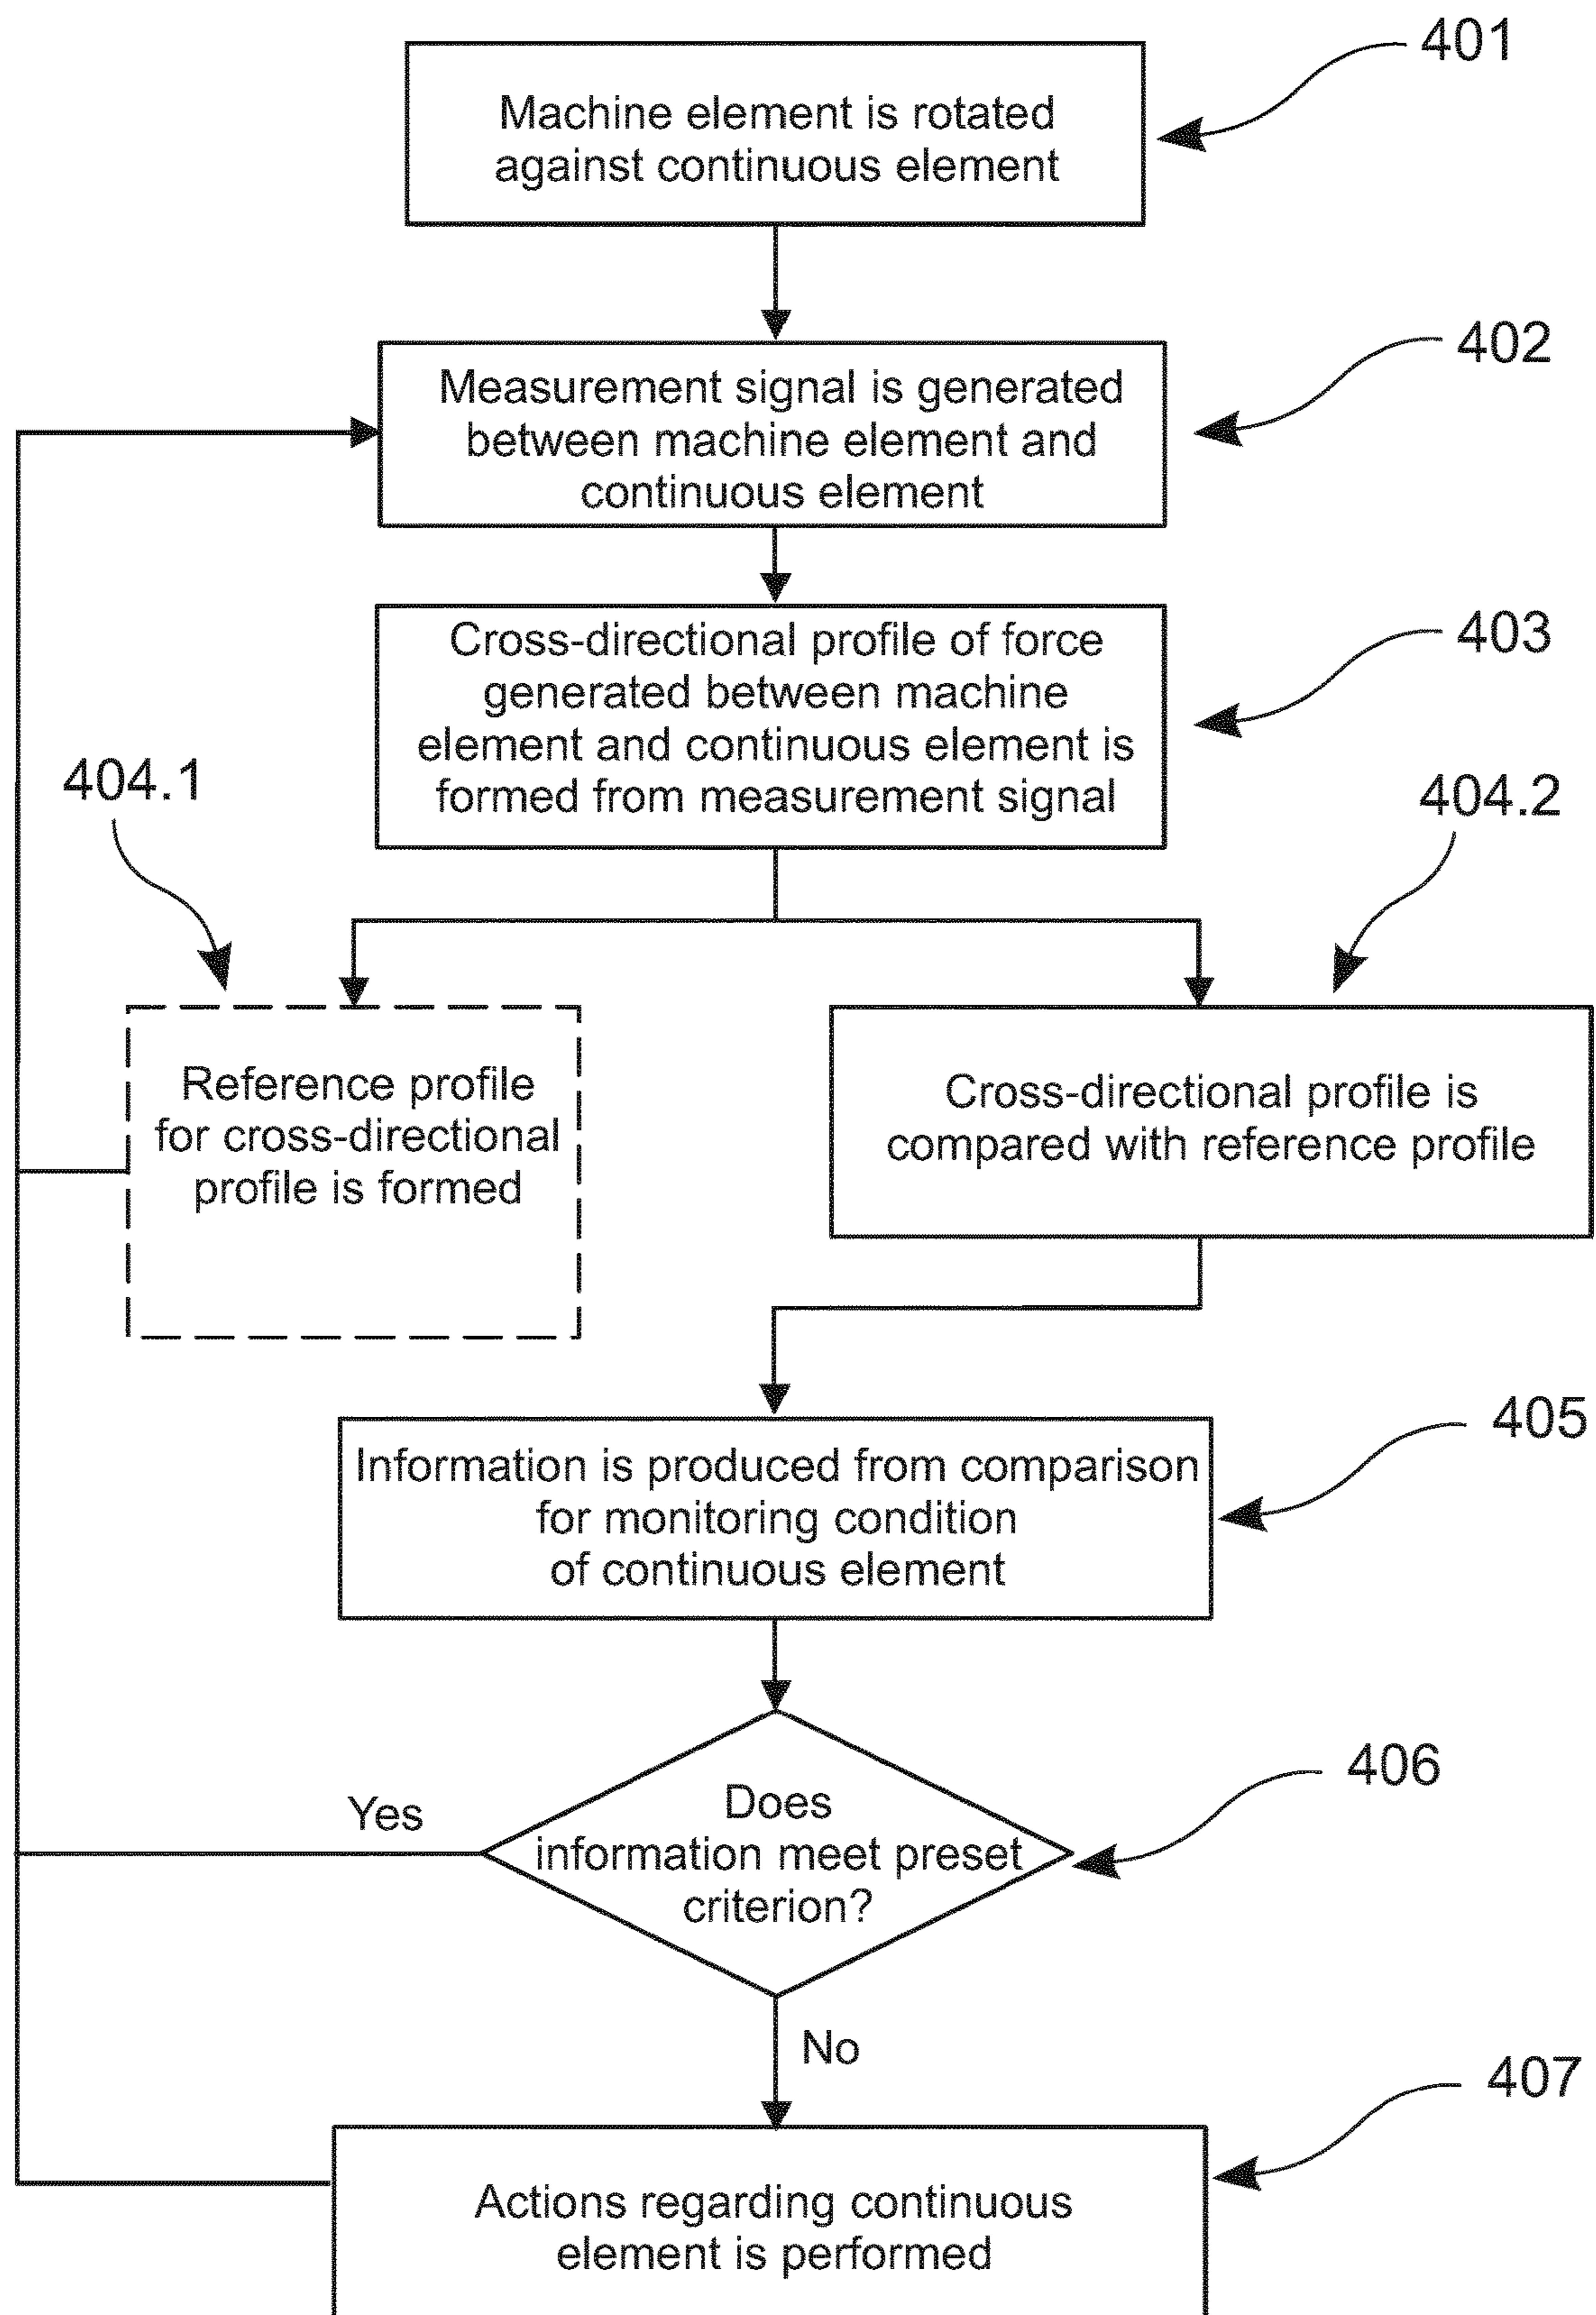 401
Machine element is rotated
against continuous element
402
Measurement signal is generated
between machine element and
continuous element
403
Cross-directional profile of force
generated between machine
element and continuous element is
formed from measurement signal
404.1
404.2
Reference profile
for cross-directional
profile is formed
Cross-directional profile is
compared with reference profile
405
Information is produced from comparison
for monitoring condition
of continuous element
406
Does
information meet preset
criterion?
Yes
No
407
Actions regarding continuous
element is performed